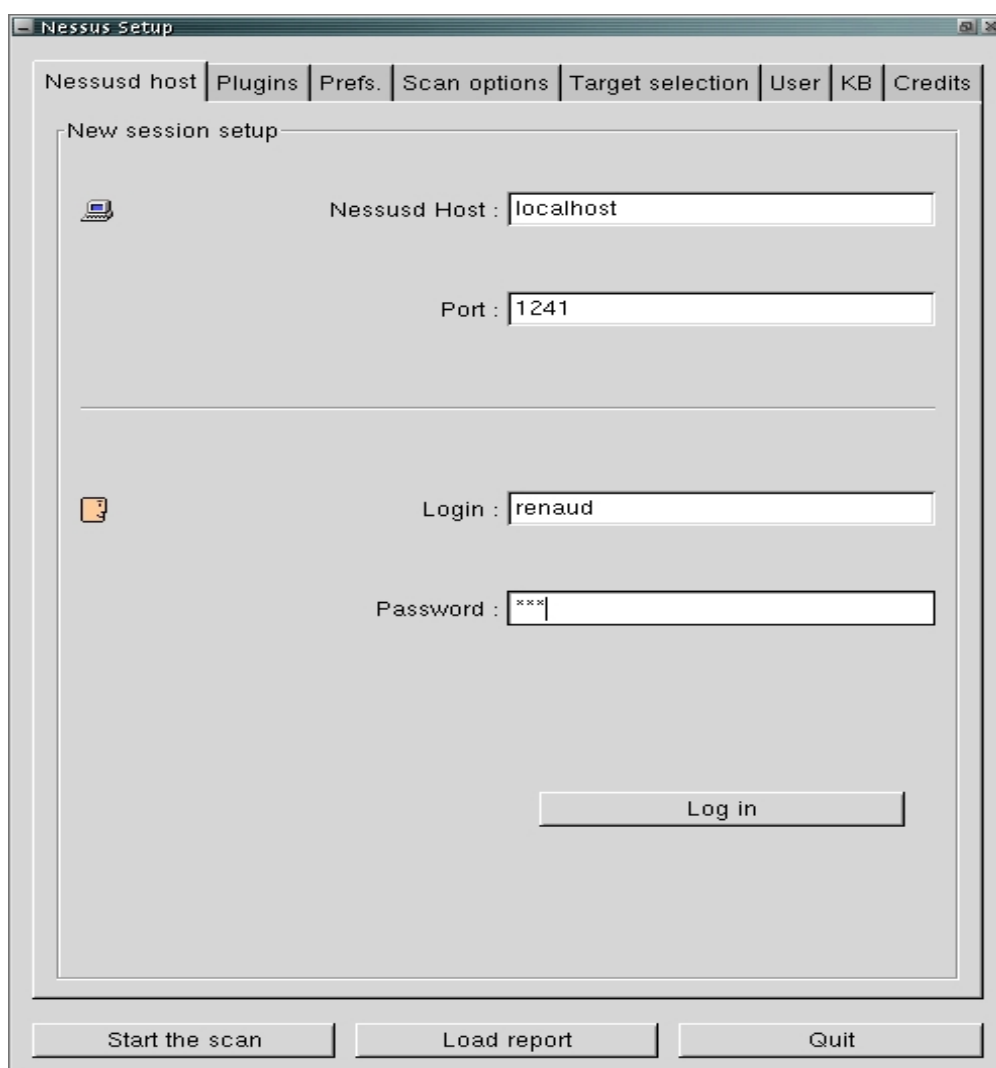 Nessus Setup
Nessusd host Plugins Prefs. Scan options Target selection User KB Credits
New session setup
Nessusd Host : localhost
Port : 1241
Login : renaud
Password : ***
Log in
Start the scan Load report Quit